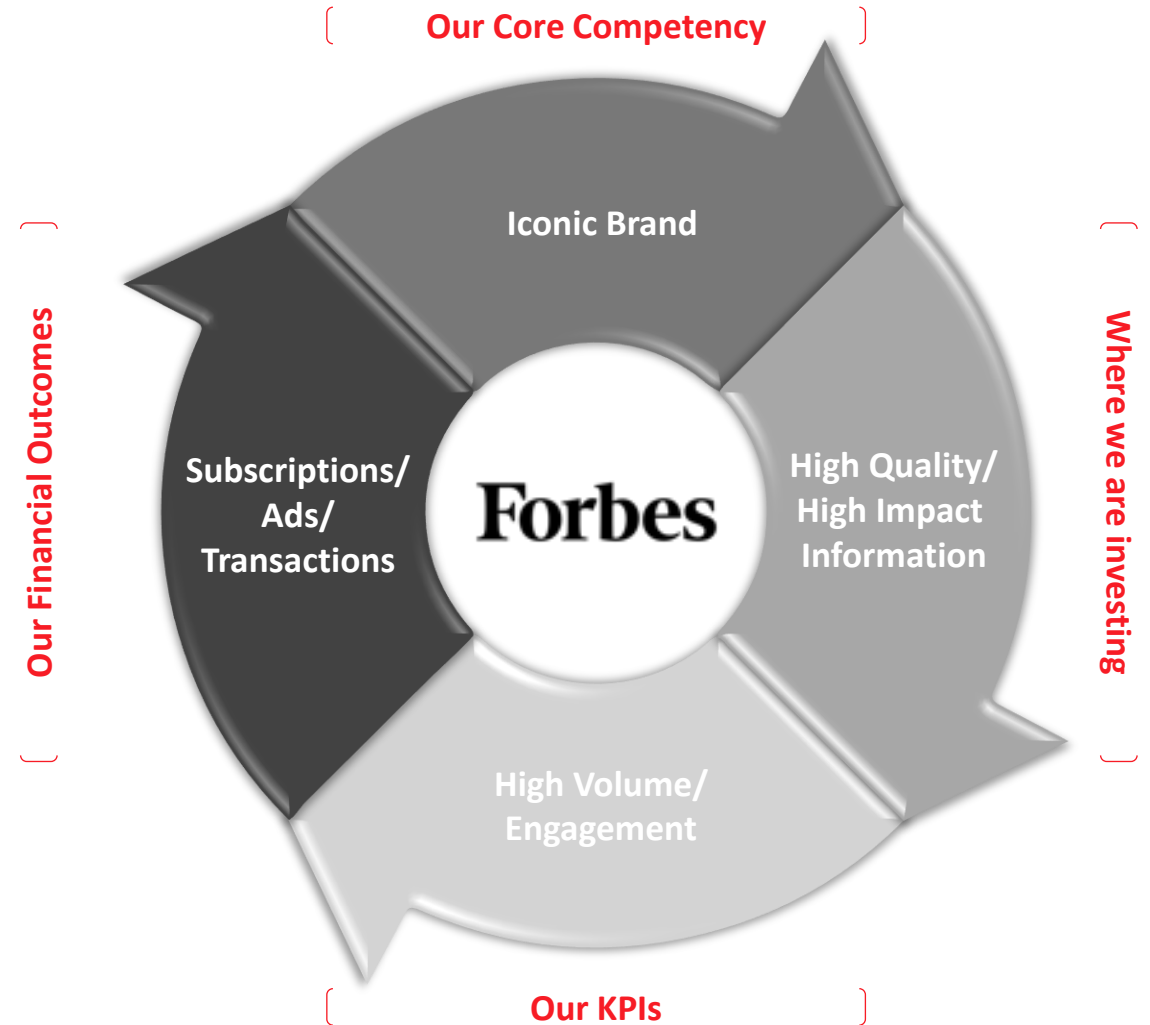 Our Core Competency
Iconic Brand
Our Financial Outcomes
Subscriptions/
Ads/
Transactions
Forbes
High Quality/
High Impact
Information
Where we are investing
High Volume/
Engagement
Our KPIs